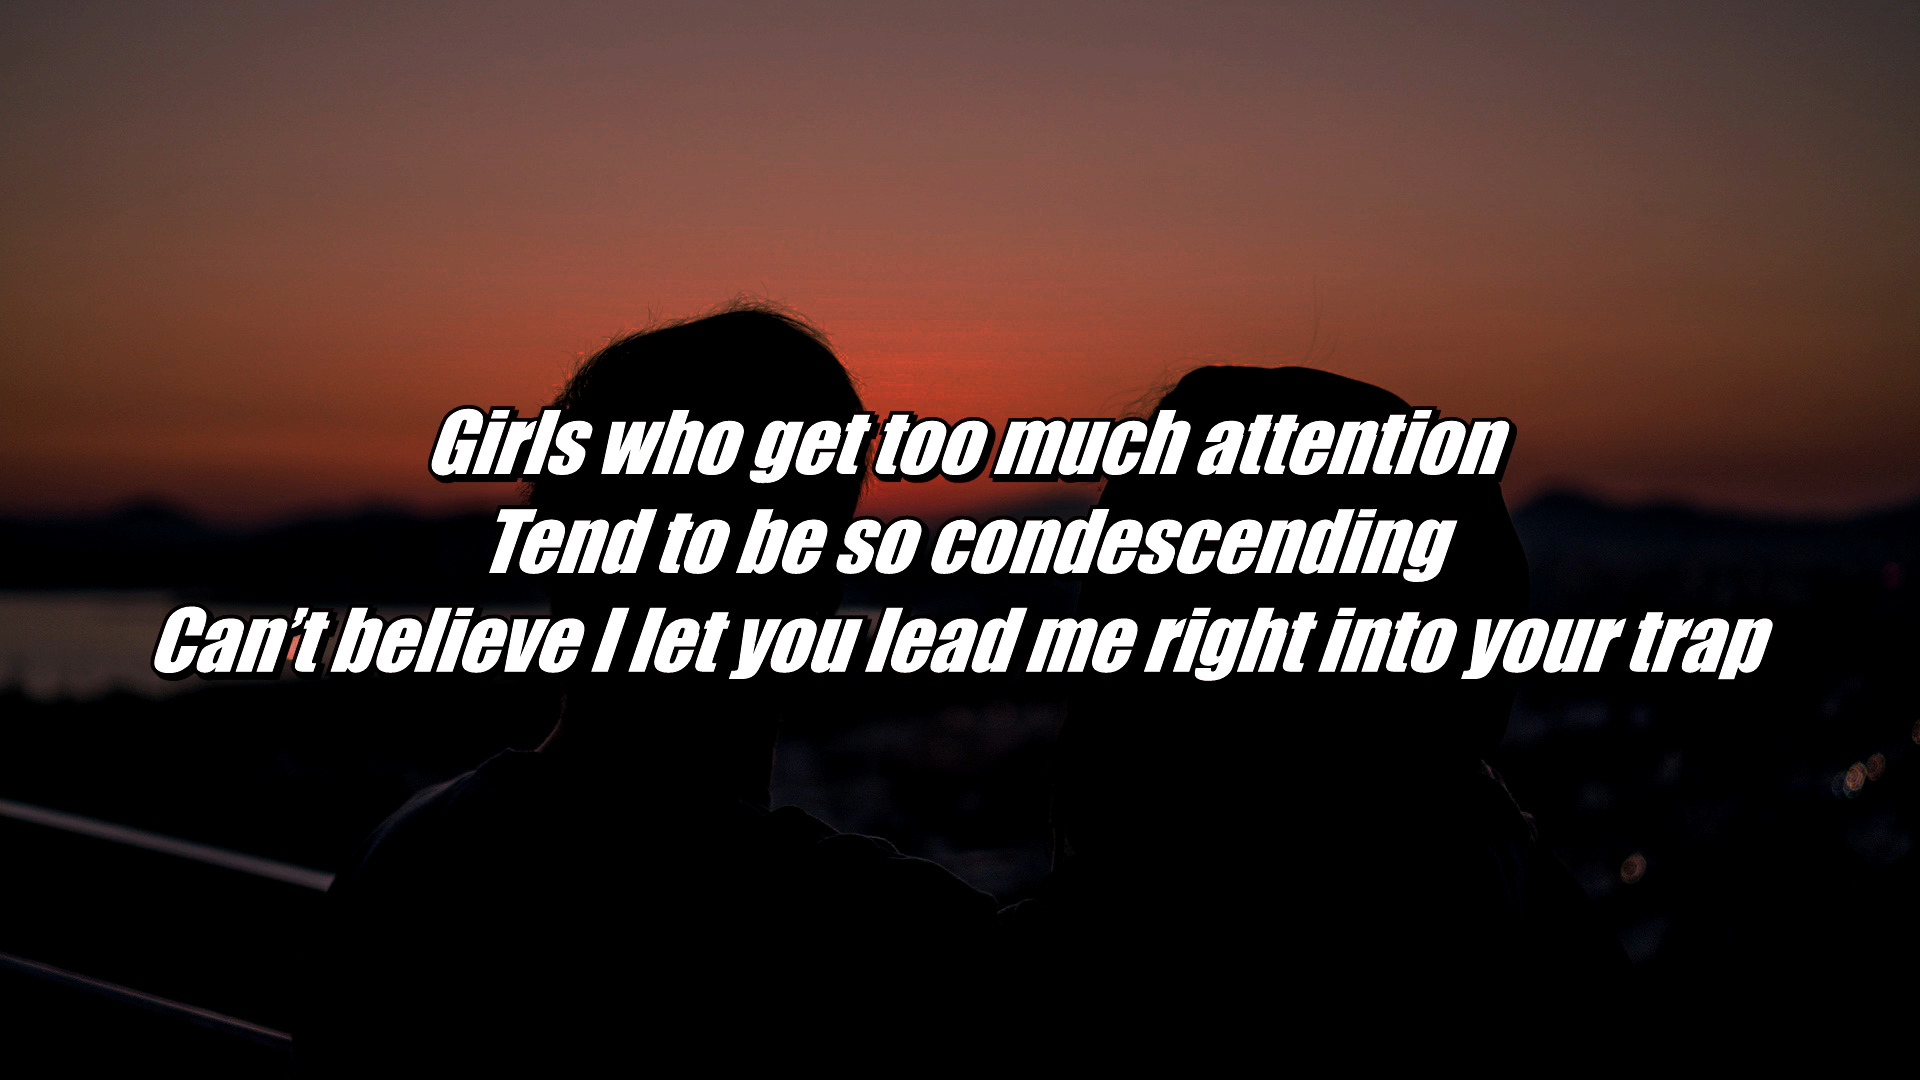 Girls who get too much attention
Tend to be so condescending
Can’t believe I let you lead me right into your trap